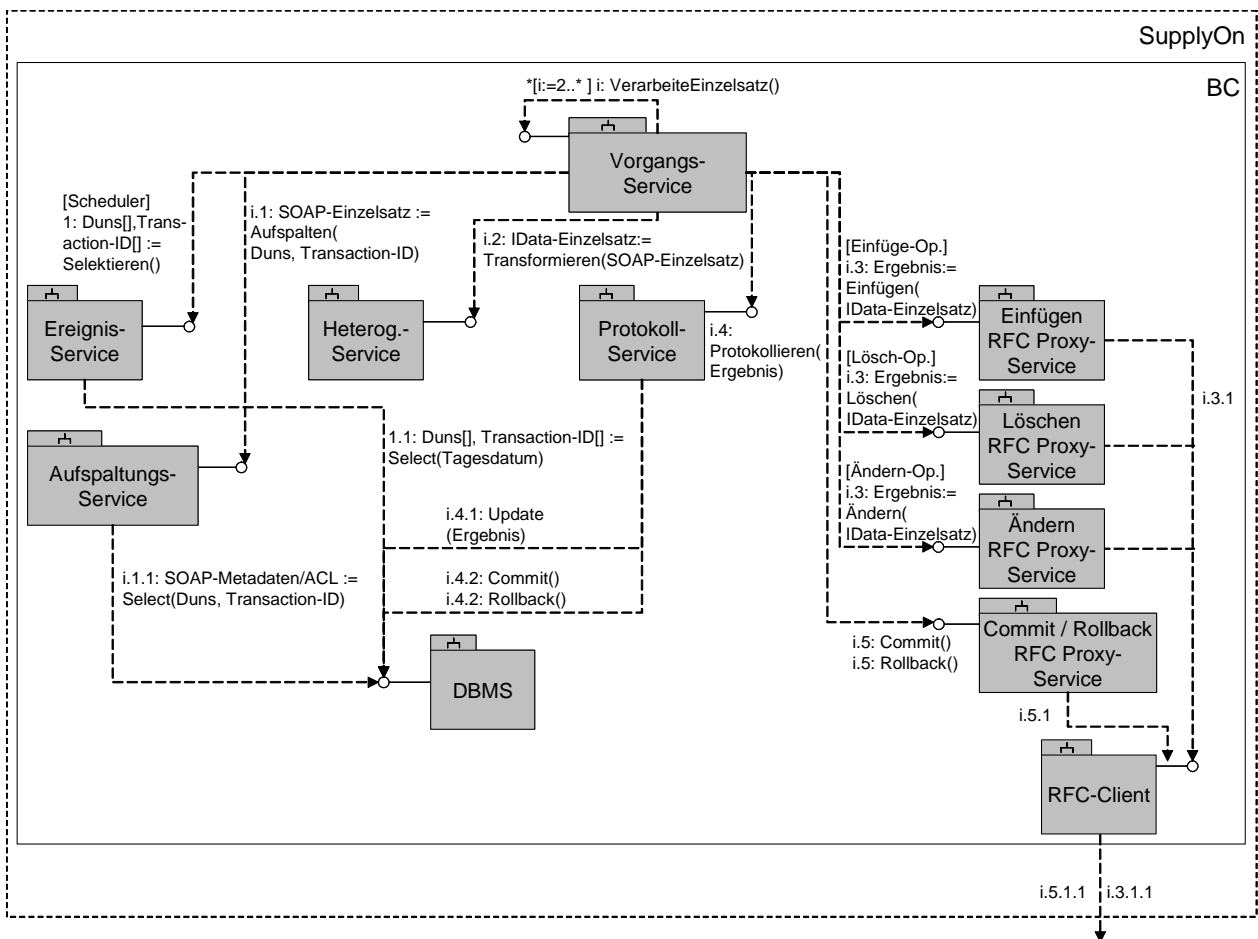 SupplyOn
BC
*[i:=2..* ] i: VerarbeiteEinzelsatz()
Vorgangs-
Service
[Scheduler]
1: Duns[],Trans-
action-ID[] :=
Selektieren()
i.1: SOAP-Einzelsatz :=
Aufspalten(
Duns, Transaction-ID)
i.2: IData-Einzelsatz:=
Transformieren(SOAP-Einzelsatz)
[Einfüge-Op.]
i.3: Ergebnis:=
Einfügen(
IData-Einzelsatz)
Ereignis-
Service
Heterog.-
Service
Protokoll-
Service
i.4:
Protokollieren(
Ergebnis)
Einfügen
RFC Proxy-
Service
[Lösch-Op.]
i.3: Ergebnis:=
Löschen(
IData-Einzelsatz)
i.3.1
Löschen
RFC Proxy-
Service
1.1: Duns[], Transaction-ID[] :=
Select(Tagesdatum)
Aufspaltungs-
Service
[Ändern-Op.]
i.3: Ergebnis:=
Ändern(
IData-Einzelsatz)
Ändern
RFC Proxy-
Service
i.4.1: Update
(Ergebnis)
i.1.1: SOAP-Metadaten/ACL :=
Select(Duns, Transaction-ID)
i.4.2: Commit()
i.4.2: Rollback()
i.5: Commit()
i.5: Rollback()
Commit / Rollback
RFC Proxy-
Service
DBMS
i.5.1
RFC-Client
i.5.1.1
i.3.1.1